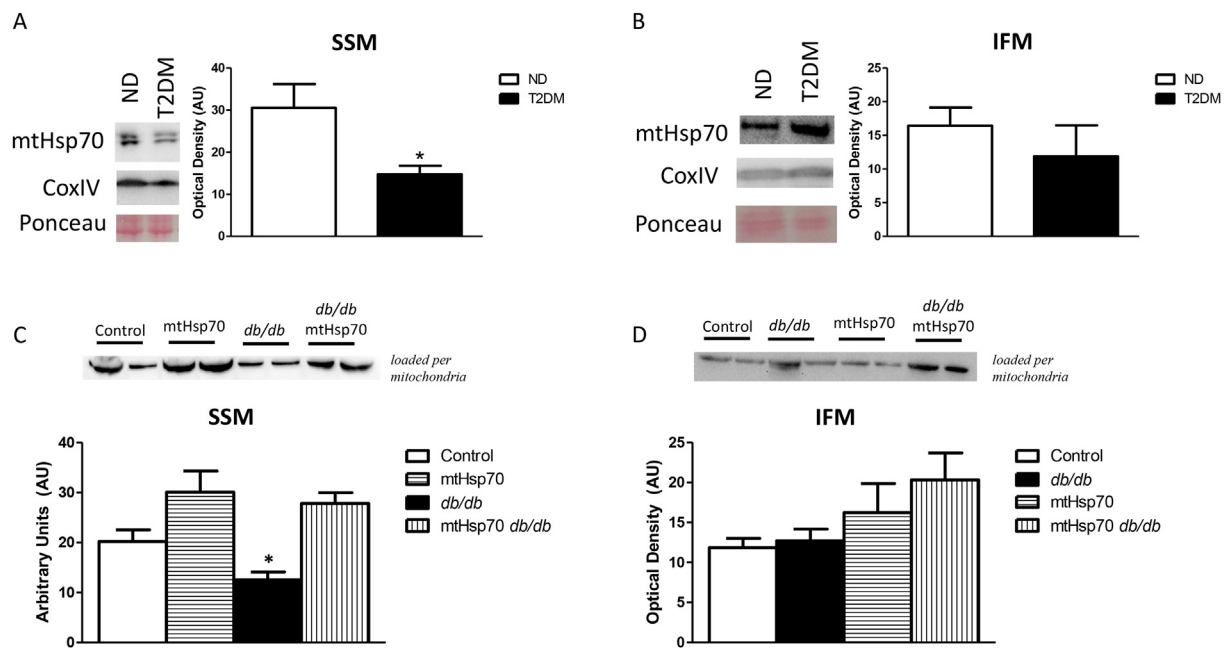 A
SSM
ND
T2DM
mtHsp70
CoxIV
Ponceau
Optical Density (AU)
40
30
20
10
0
*
ND
T2DM
B
IFM
ND
T2DM
mtHsp70
CoxIV
Ponceau
Optical Density (AU)
25
20
15
10
5
0
ND
T2DM
C
Control
mtHsp70
db/db
db/db
mtHsp70
loaded per
mitochondria
SSM
Arbitrary Units (AU)
40
30
20
10
0
*
Control
mtHsp70
db/db
mtHsp70 db/db
D
Control
db/db
mtHsp70
db/db
mtHsp70
loaded per
mitochondria
IFM
Optical Density (AU)
25
20
15
10
5
0
Control
db/db
mtHsp70
mtHsp70 db/db